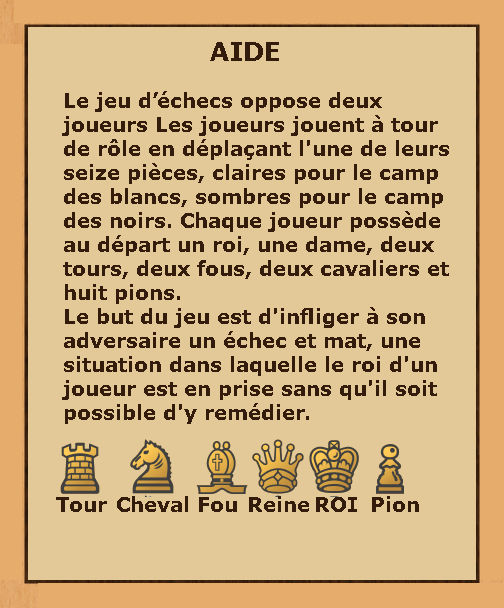 AIDE
Le jeu d’échecs oppose deux
joueurs Les joueurs jouent à tour
de rôle en déplaçant l'une de leurs
seize pièces, claires pour le camp
des blancs, sombres pour le camp
des noirs. Chaque joueur possède
au départ un roi, une dame, deux
tours, deux fous, deux cavaliers et
huit pions.
Le but du jeu est d'infliger à son
adversaire un échec et mat, une
situation dans laquelle le roi d'un
joueur est en prise sans qu'il soit
possible d'y remédier.
Tour Cheval Fou Reine ROI Pion